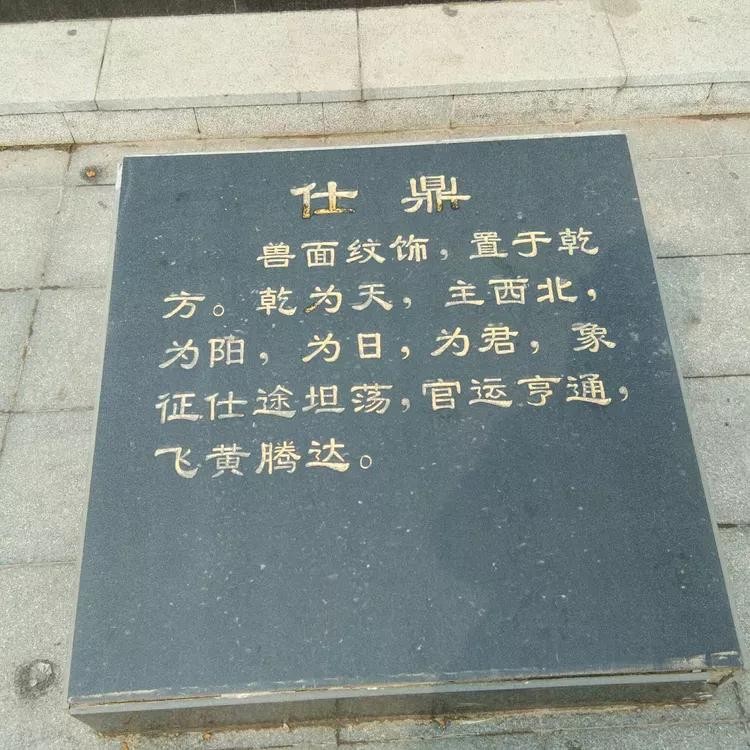 仕鼎
兽面纹饰，置于乾
方。乾为天，主西北，
为阳，为日，为君，象
征仕途坦荡，官运亨通，
飞黄腾达。